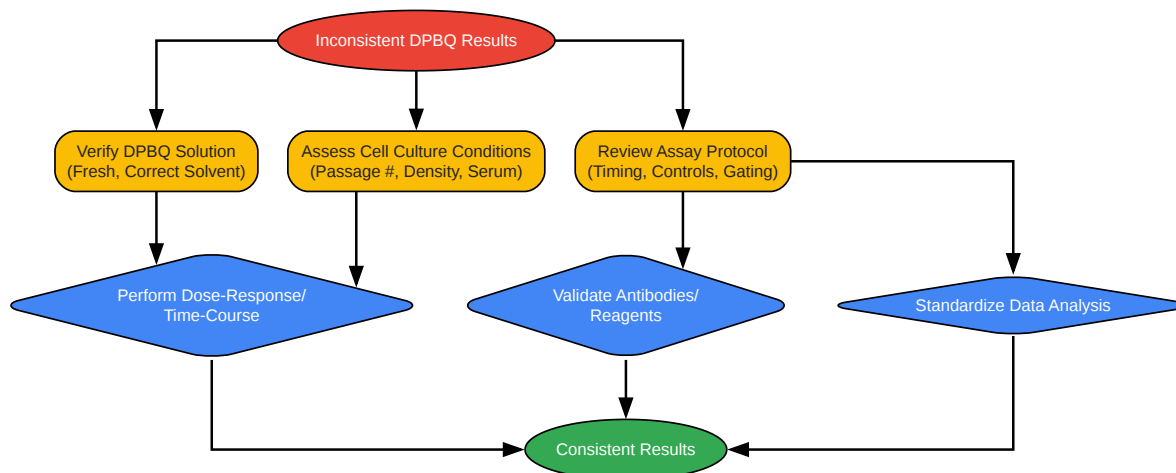 Inconsistent DPBQ Results
Verify DPBQ Solution
(Fresh, Correct Solvent)
Assess Cell Culture Conditions
(Passage #, Density, Serum)
Review Assay Protocol
(Timing, Controls, Gating)
Perform Dose-Response/
Time-Course
Validate Antibodies/
Reagents
Standardize Data Analysis
Consistent Results